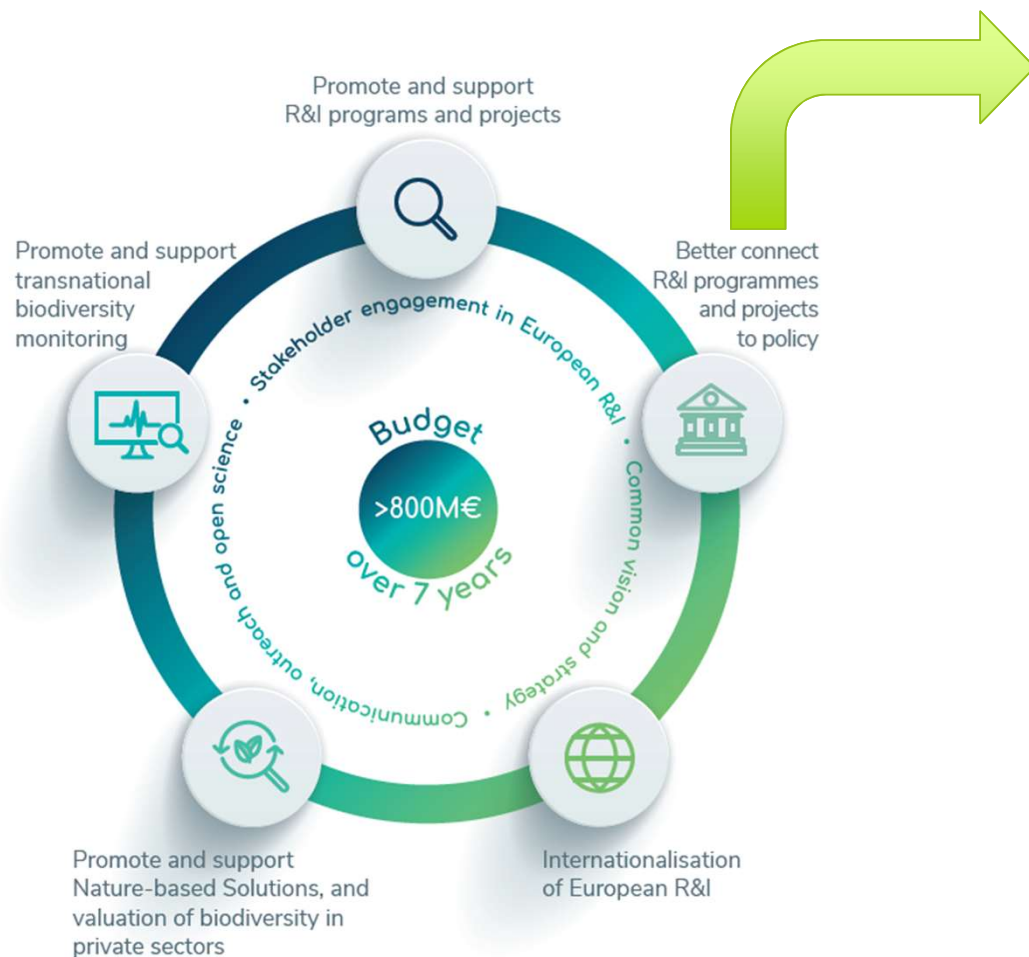 Promote and support
R&I programs and projects
Promote and support
transnational
biodiversity
monitoring
Better connect
R&I programmes
and projects
to policy
Stakeholder engagement in European R&I • Common vision and strategy • Communication, outreach and open science •
Budget
>800M€
over 7 years
Promote and support
Nature-based Solutions, and
valuation of biodiversity in
private sectors
Internationalisation
of European R&I